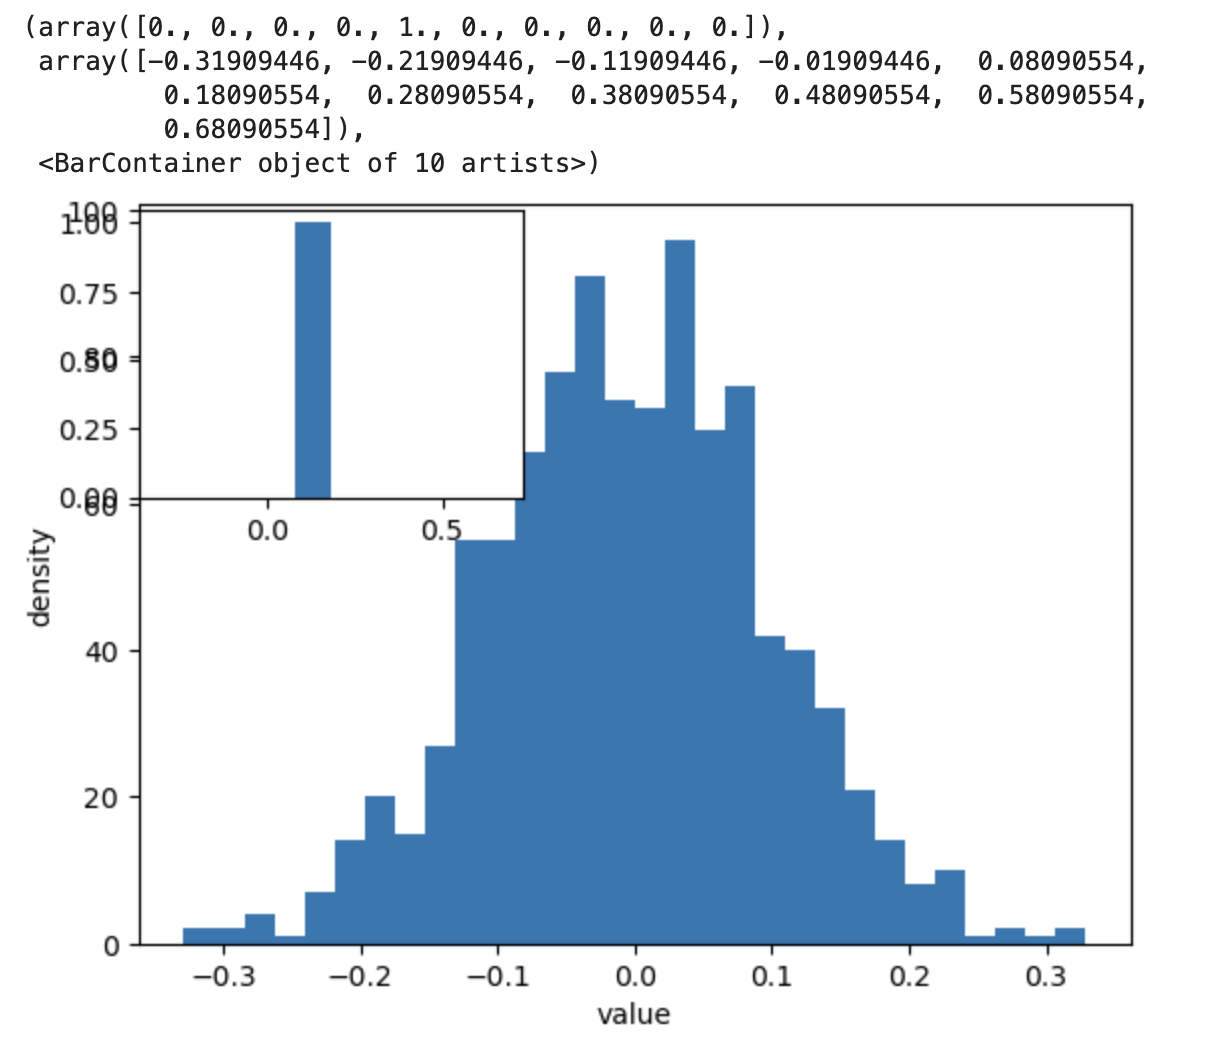 (array([0., 0., 0., 0., 1., 0., 0., 0., 0., 0.]),
array([-0.31909446, -0.21909446, -0.11909446, -0.01909446, 0.08090554,
0.18090554, 0.28090554, 0.38090554, 0.48090554, 0.58090554,
0.68090554]),
<BarContainer object of 10 artists>)
100
1.00
0.75
80
0.50
0.25
0.00
60
0.0 0.5
density
40
20
0
−0.3 −0.2 −0.1 0.0 0.1 0.2 0.3
value